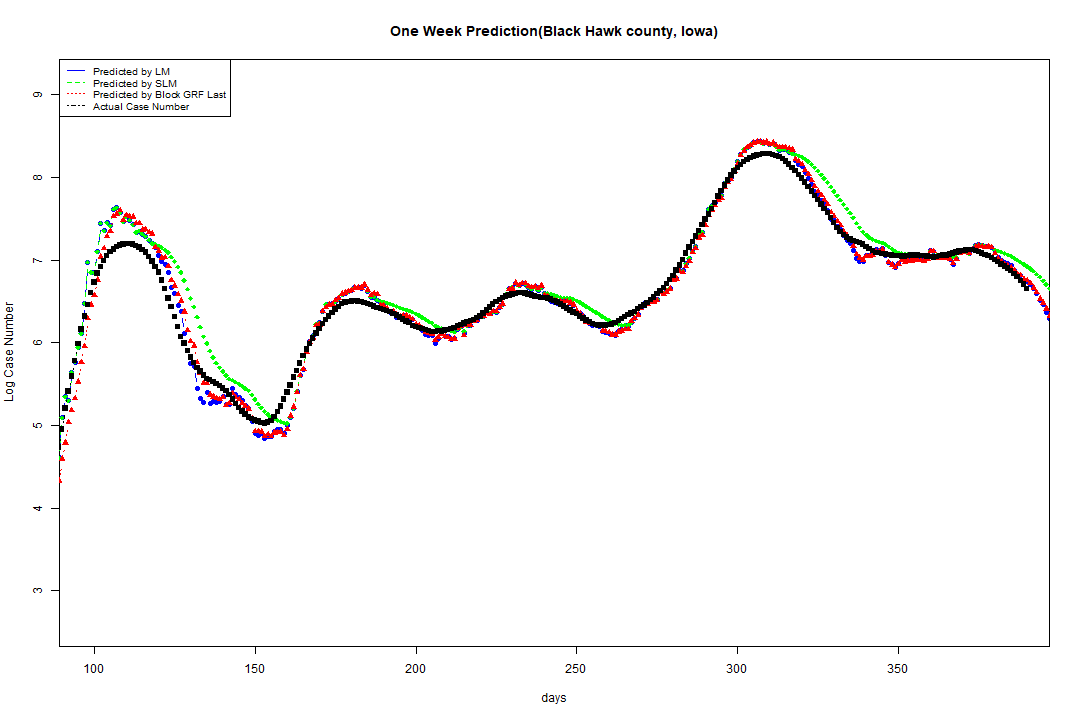 One Week Prediction(Black Hawk county, Iowa)
Predicted by LM
Predicted by SLM
Predicted by Block GRF Last
Actual Case Number
9
8
7
6
5
4
3
Log Case Number
100 150 200 250 300 350
days